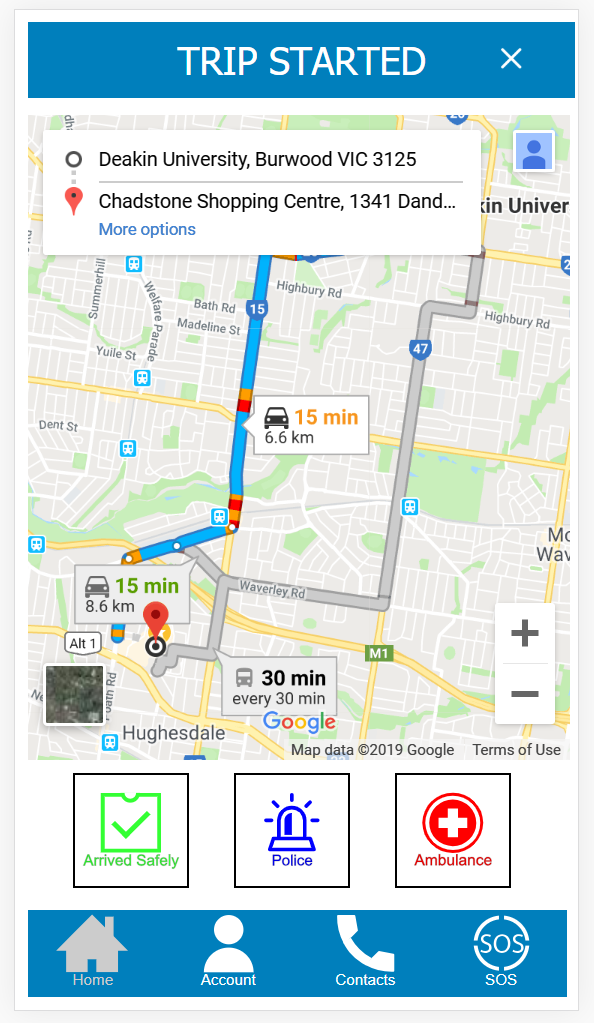 TRIP STARTED
Deakin University, Burwood VIC 3125
Chadstone Shopping Centre, 1341 Dand...
More options
kin Univer
Summerhill
Welfare Parade
15
Bath Rd
Highbury Rd
Madeline St
Highbury Rd
47
Yuile St
15 min
6.6 km
Dent St
Waverley Rd
15 min
8.6 km
Alt 1
M1
30 min
every 30 min
Google
Hughesdale
Map data ©2019 Google
Terms of Use
Arrived Safely
Police
Ambulance
SOS
Home
Account
Contacts
SOS